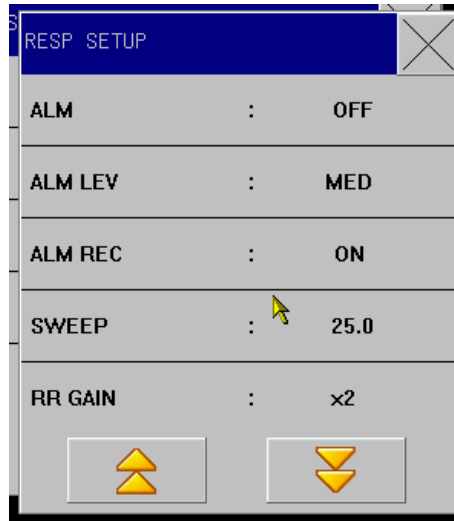 S
RESP SETUP
ALM : OFF
ALM LEV : MED
ALM REC : ON
SWEEP : 25.0
RR GAIN : x2